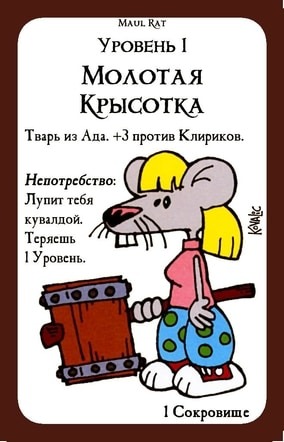 Maul Rat
Уровень 1
Молотая
Крысотка
Тварь из Ада. +3 против Клириков.
Непотребство:
Лупит тебя
кувалдой.
Теряешь
1 Уровень.
Kovalic
1 Сокровище